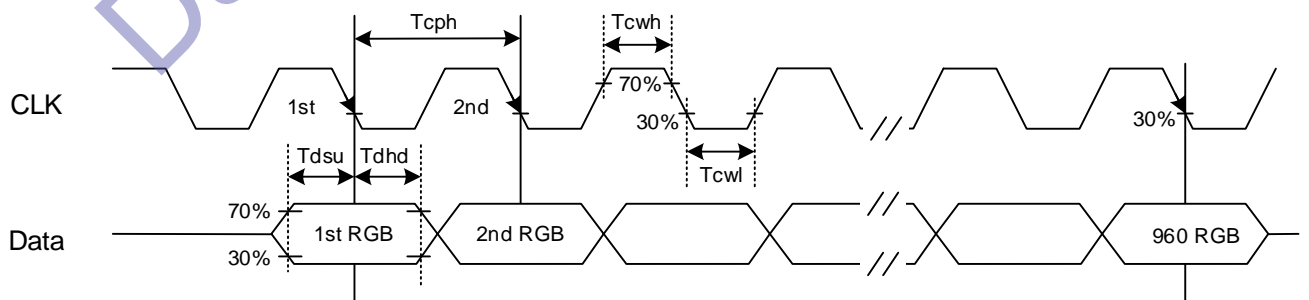 Tcph
Tcwh
CLK
1st
2nd
70%
30%
30%
Tdsu
Tdhd
Tcwl
70%
Data
1st RGB
2nd RGB
960 RGB
30%